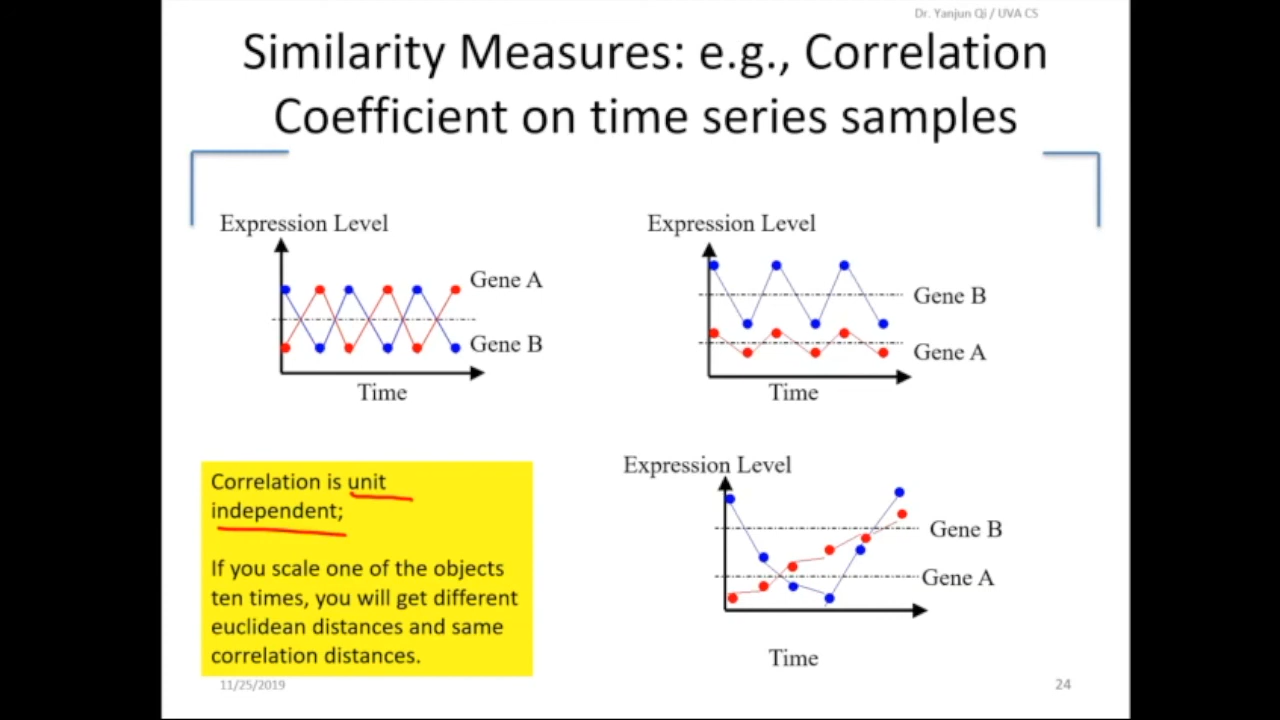 Dr. Yanjun Qi / UVA CS
Similarity Measures: e.g., Correlation
Coefficient on time series samples
Expression Level
Gene A
Gene B
Time
Expression Level
Gene B
Gene A
Time
Correlation is unit
independent;
If you scale one of the objects
ten times, you will get different
euclidean distances and same
correlation distances.
Expression Level
Gene B
Gene A
Time
11/25/2019
24